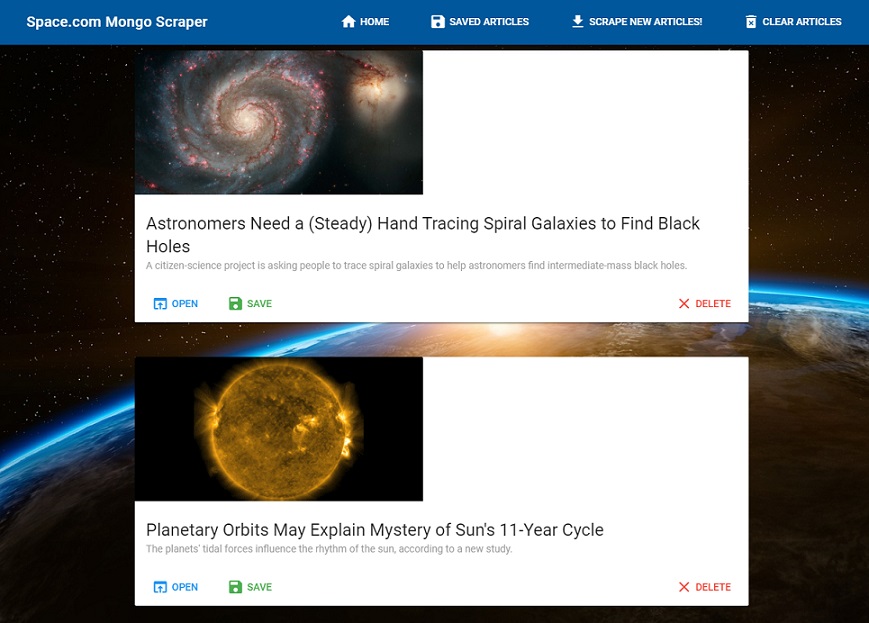 Space.com Mongo Scraper
HOME
SAVED ARTICLES
SCRAPE NEW ARTICLES!
CLEAR ARTICLES
Astronomers Need a (Steady) Hand Tracing Spiral Galaxies to Find Black
Holes
A citizen-science project is asking people to trace spiral galaxies to help astronomers find intermediate-mass black holes.
OPEN
SAVE
DELETE
Planetary Orbits May Explain Mystery of Sun's 11-Year Cycle
The planets' tidal forces influence the rhythm of the sun, according to a new study.
OPEN
SAVE
DELETE